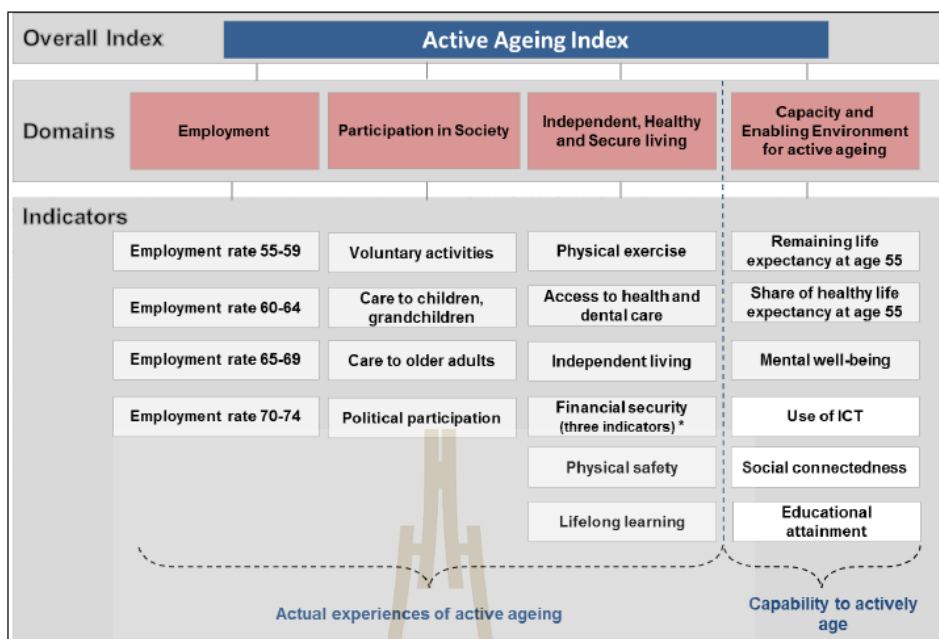 Overall Index
Active Ageing Index
Domains
Employment
Participation in Society
Independent, Healthy
and Secure living
Capacity and
Enabling Environment
for active ageing
Indicators
Employment rate 55-59
Voluntary activities
Physical exercise
Remaining life
expectancy at age 55
Employment rate 60-64
Care to children,
grandchildren
Access to health and
dental care
Share of healthy life
expectancy at age 55
Employment rate 65-69
Care to older adults
Independent living
Mental well-being
Employment rate 70-74
Political participation
Financial security
(three indicators) *
Use of ICT
Physical safety
Social connectedness
Lifelong learning
Educational
attainment
Actual experiences of active ageing
Capability to actively
age